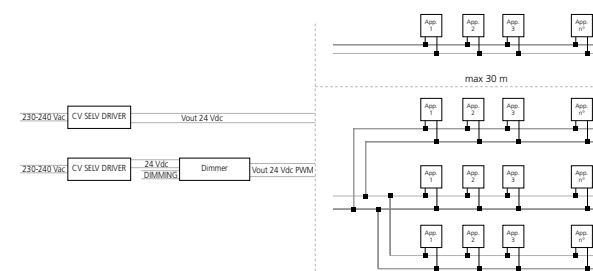 App. 1
App. 2
App. 3
App. n°
max 30 m
230-240 Vac
CV SELV DRIVER
Vout 24 Vdc
230-240 Vac
CV SELV DRIVER
24 Vdc
DIMMING
Dimmer
Vout 24 Vdc PWM
App. 1
App. 2
App. 3
App. n°
App. 1
App. 2
App. 3
App. n°
App. 1
App. 2
App. 3
App. n°